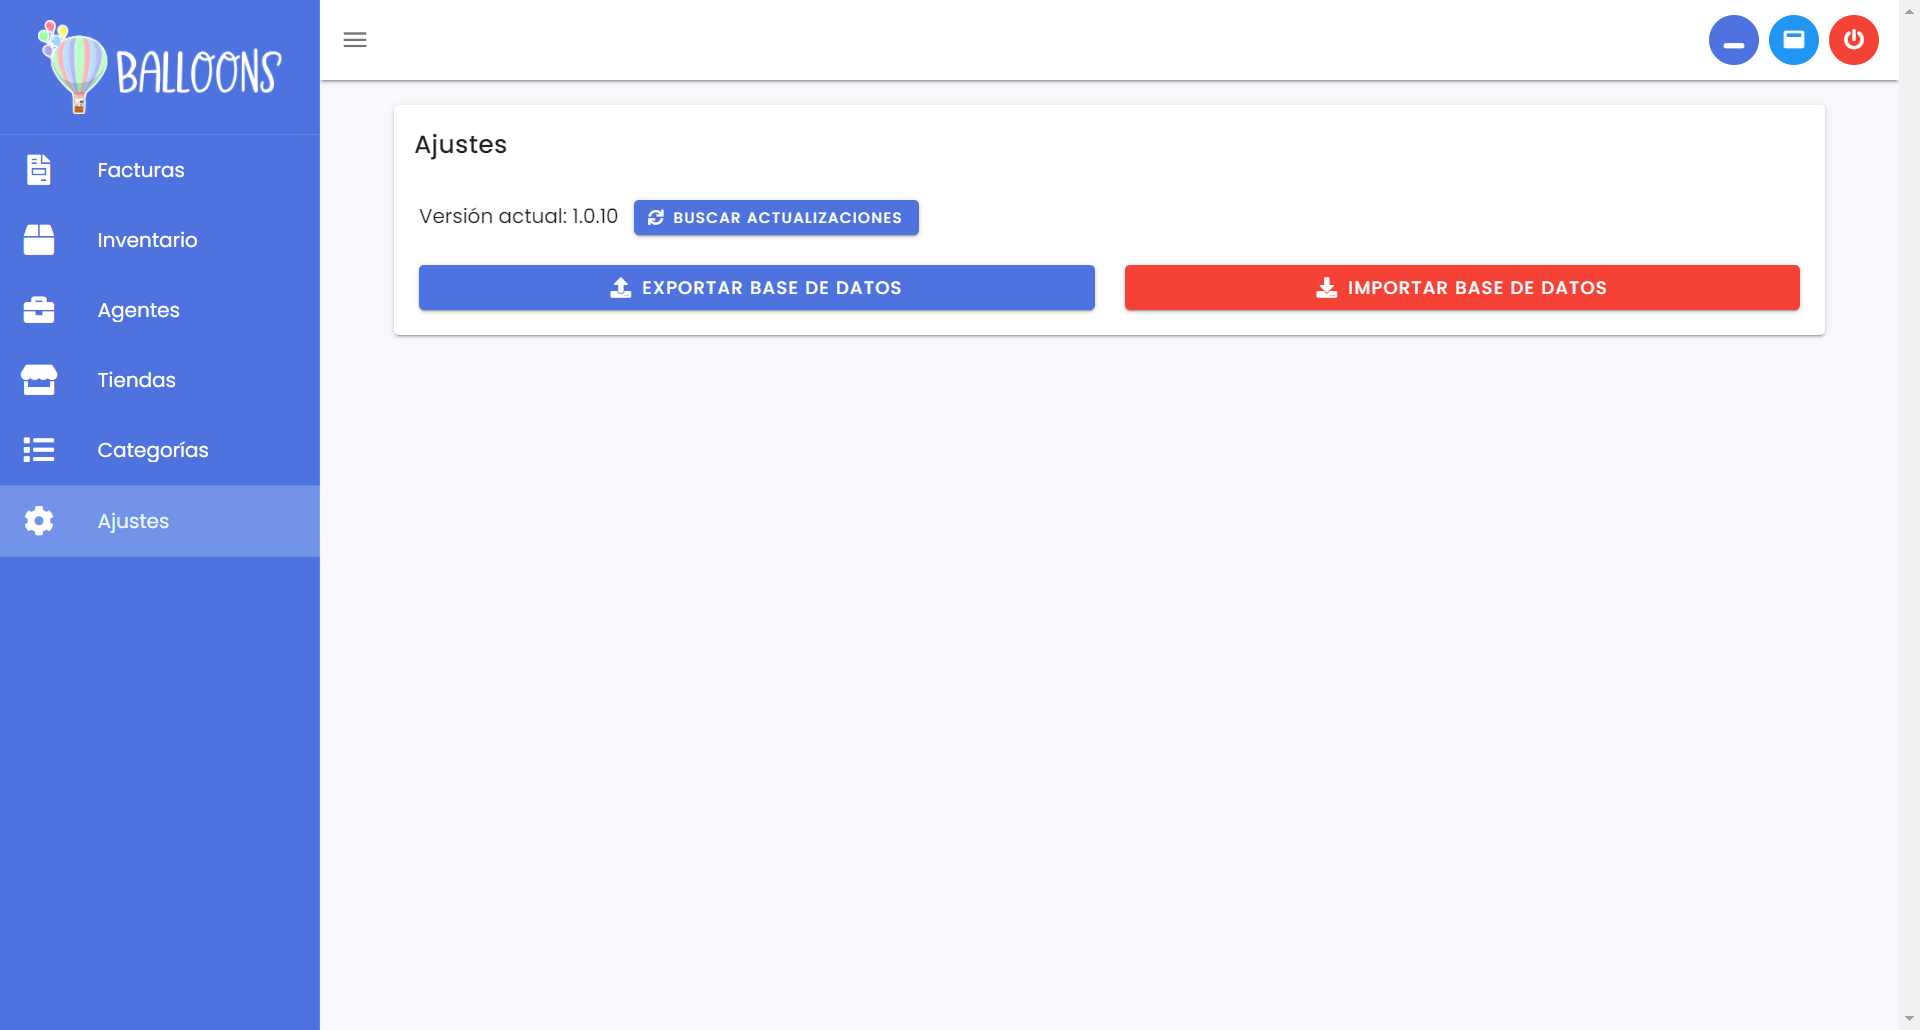 BALLOONS
Facturas
Inventario
Agentes
Tiendas
Categorías
Ajustes
Ajustes
Versión actual: 1.0.10
BUSCAR ACTUALIZACIONES
EXPORTAR BASE DE DATOS
IMPORTAR BASE DE DATOS